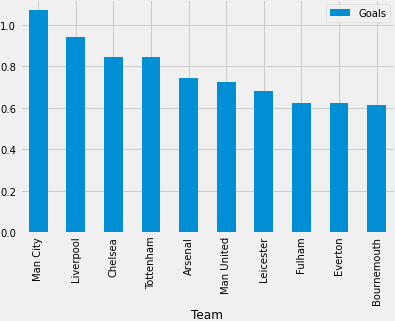 Goals
1.0
0.8
0.6
0.4
0.2
0.0
Man City
Liverpool
Chelsea
Tottenham
Arsenal
Man United
Leicester
Fulham
Everton
Bournemouth
Team